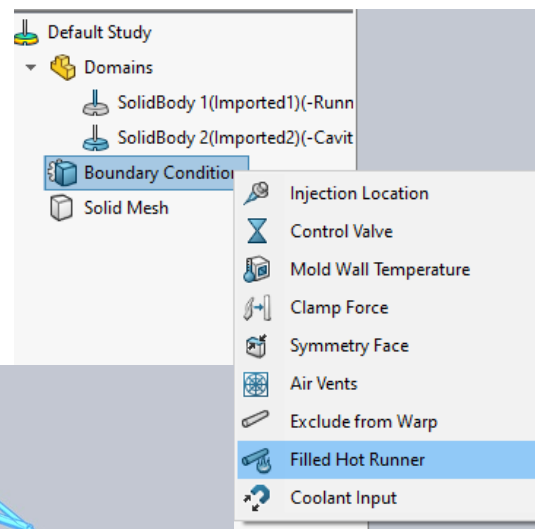 Default Study
Domains
SolidBody 1(Imported1)(-Runn
SolidBody 2(Imported2)(-Cavit
Boundary Condition
Solid Mesh
Injection Location
Control Valve
Mold Wall Temperature
Clamp Force
Symmetry Face
Air Vents
Exclude from Warp
Filled Hot Runner
Coolant Input